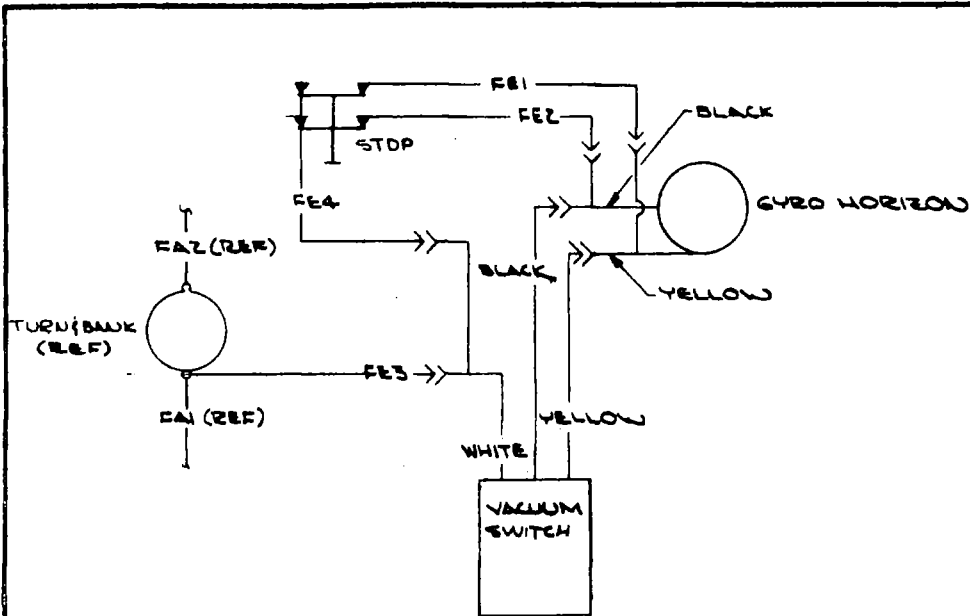 FE1
FE2
BLACK
STOP
FE4
GYRO HORIZON
FA2 (REF)
BLACK
YELLOW
TURN & BANK
(REF)
FE3
FA1 (REF)
YELLOW
WHITE
VACUUM
SWITCH